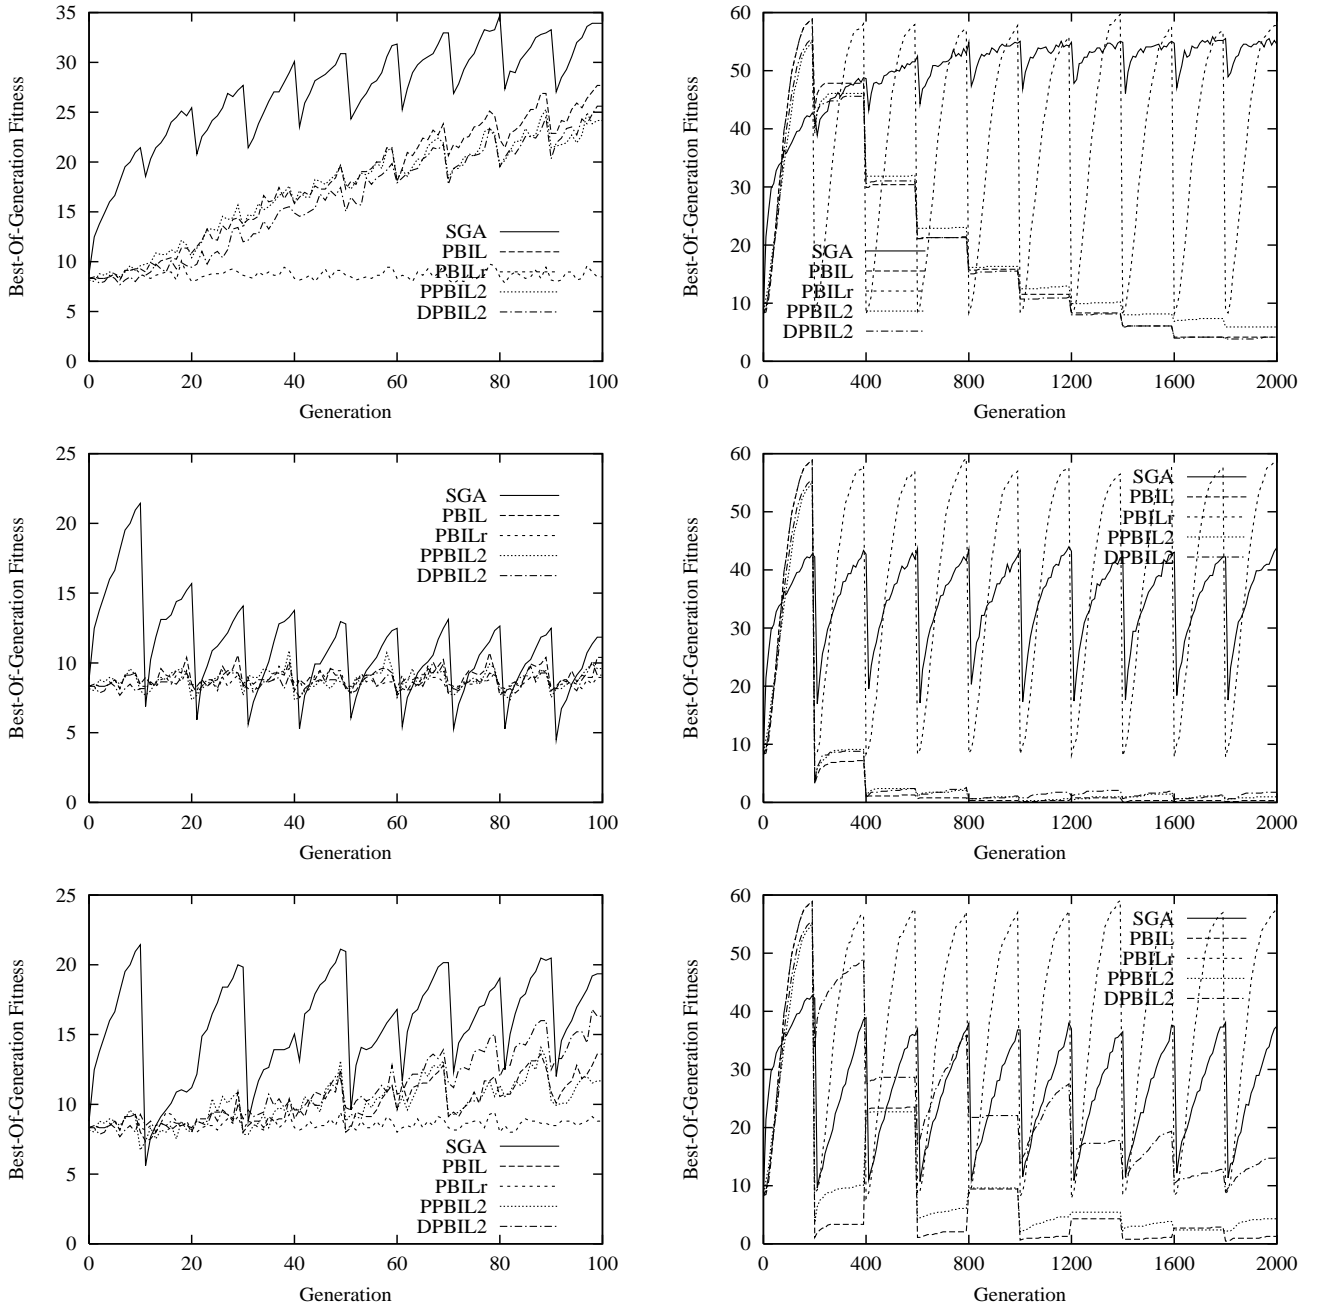 Best-Of-Generation Fitness
35
30
25
20
15
10
5
0
SGA
PBIL
PBILr
PPBIL2
DPBIL2
0 20 40 60 80 100
Generation
Best-Of-Generation Fitness
60
50
40
30
20
10
0
SGA
PBIL
PBILr
PPBIL2
DPBIL2
0 400 800 1200 1600 2000
Generation
Best-Of-Generation Fitness
25
20
15
10
5
0
SGA
PBIL
PBILr
PPBIL2
DPBIL2
0 20 40 60 80 100
Generation
Best-Of-Generation Fitness
60
50
40
30
20
10
0
SGA
PBIL
PBILr
PPBIL2
DPBIL2
0 400 800 1200 1600 2000
Generation
Best-Of-Generation Fitness
25
20
15
10
5
0
SGA
PBIL
PBILr
PPBIL2
DPBIL2
0 20 40 60 80 100
Generation
Best-Of-Generation Fitness
60
50
40
30
20
10
0
SGA
PBIL
PBILr
PPBIL2
DPBIL2
0 400 800 1200 1600 2000
Generation